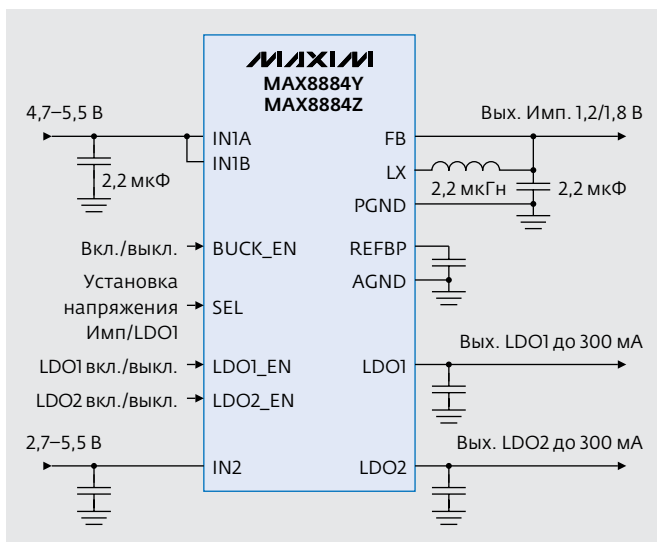 MAXIM
MAX8884Y
MAX8884Z
4,7–5,5 В
2,2 мкФ
IN1A
IN1B
FB
LX
PGND
Вых. Имп. 1,2/1,8 В
2,2 мкГн
2,2 мкФ
Вкл./выкл.
BUCK_EN
REFBP
AGND
Установка
напряжения
Имп/LDO1
SEL
LDO1 вкл./выкл.
LDO1_EN
LDO1
Вых. LDO1 до 300 мА
LDO2 вкл./выкл.
LDO2_EN
2,7–5,5 В
IN2
LDO2
Вых. LDO2 до 300 мА